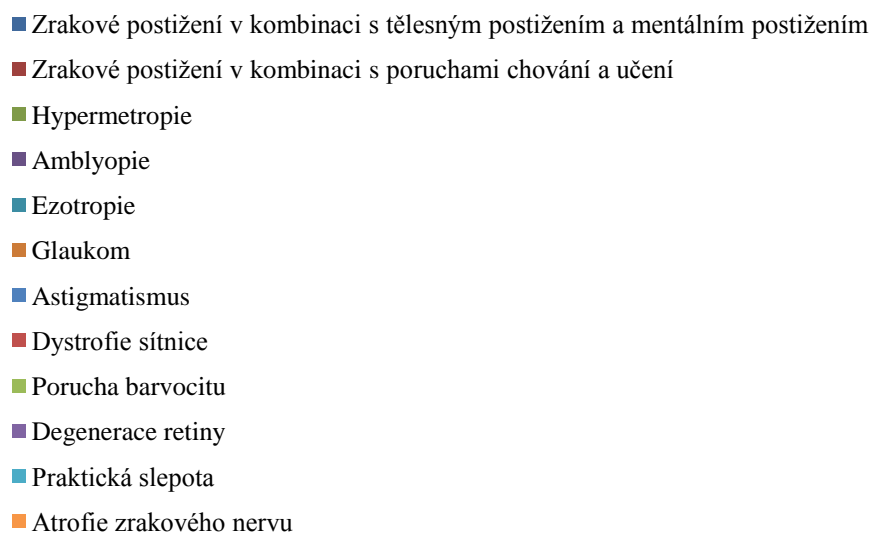 Zrakové postižení v kombinaci s tělesným postižením a mentálním postižením
Zrakové postižení v kombinaci s poruchami chování a učení
Hypermetropie
Amblyopie
Ezotropie
Glaukom
Astigmatismus
Dystrofie sítnice
Porucha barvocitu
Degenerace retiny
Praktická slepota
Atrofie zrakového nervu